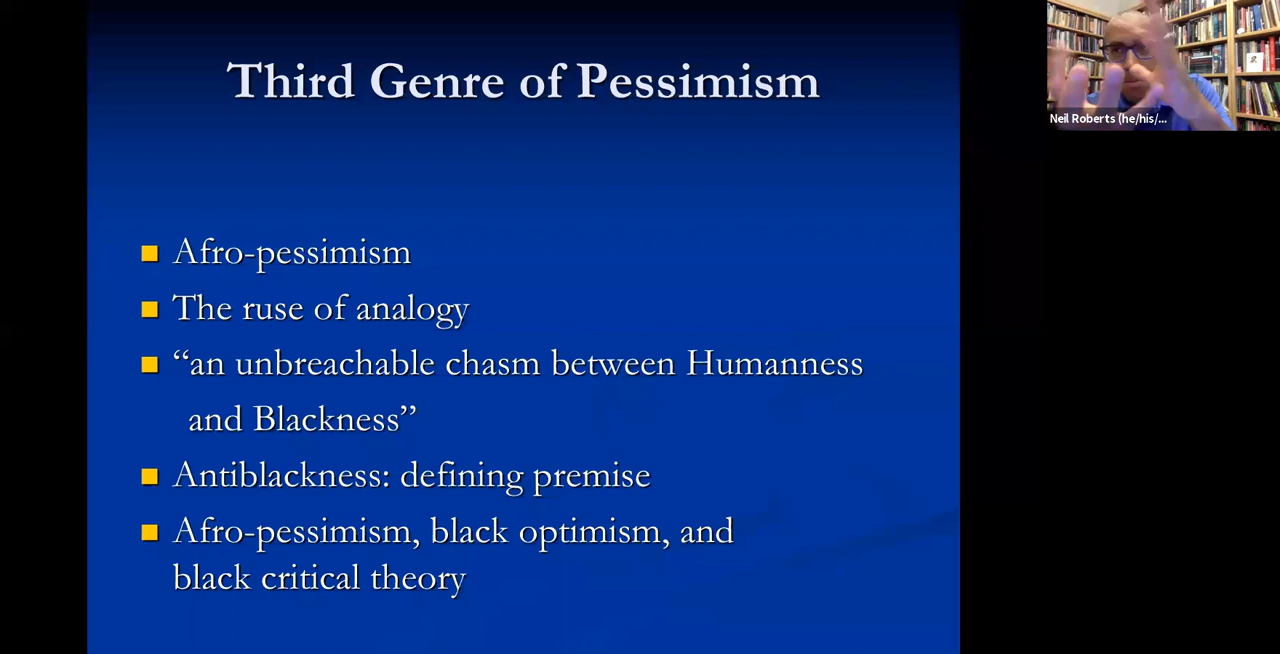 Third Genre of Pessimism
Afro-pessimism
The ruse of analogy
“an unbreachable chasm between Humanness
and Blackness”
Antiblackness: defining premise
Afro-pessimism, black optimism, and
black critical theory
Neil Roberts (he/his/...